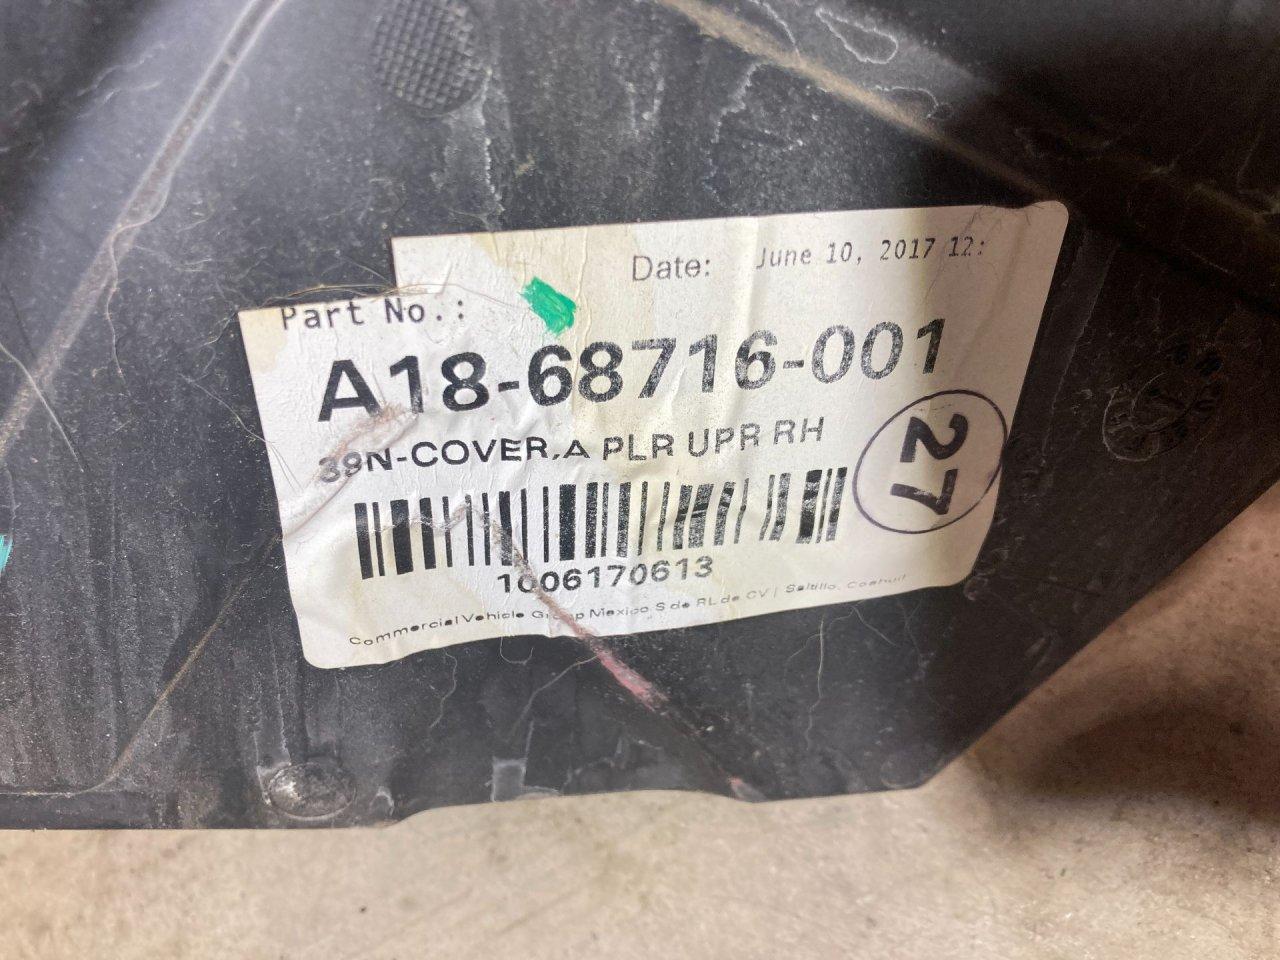 Date: June 10, 2017 12:
Part No.:
A18-68716-001
39N-COVER,A PLR UPR RH
27
1006170613
Commercial Vehicle Group Mexico S de RL de CV | Saltillo, Coahuil